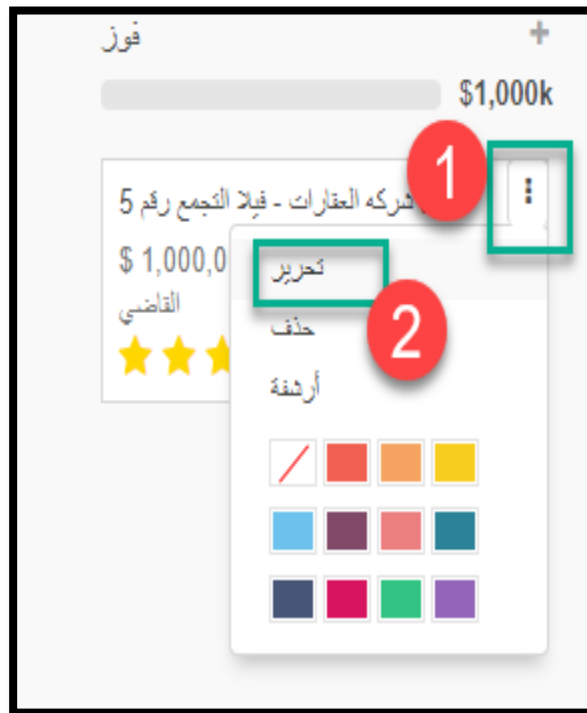 فوز +
$1,000k
1
شركه العقارات - فيلا التجمع رقم 5
$ 1,000,0
تحرير
القاضي
2
حذف
أرشفة